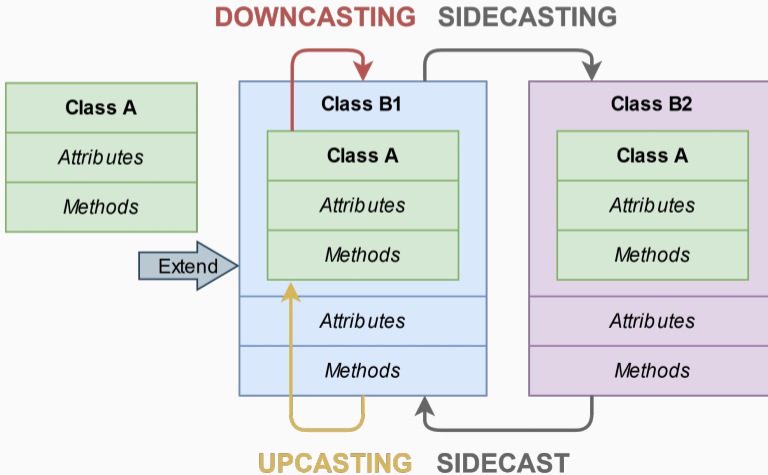 DOWNCASTING
SIDECASTING
Class A
Attributes
Methods
Extend
Class B1
Class A
Attributes
Methods
Attributes
Methods
Class B2
Class A
Attributes
Methods
Attributes
Methods
UPCASTING
SIDECAST